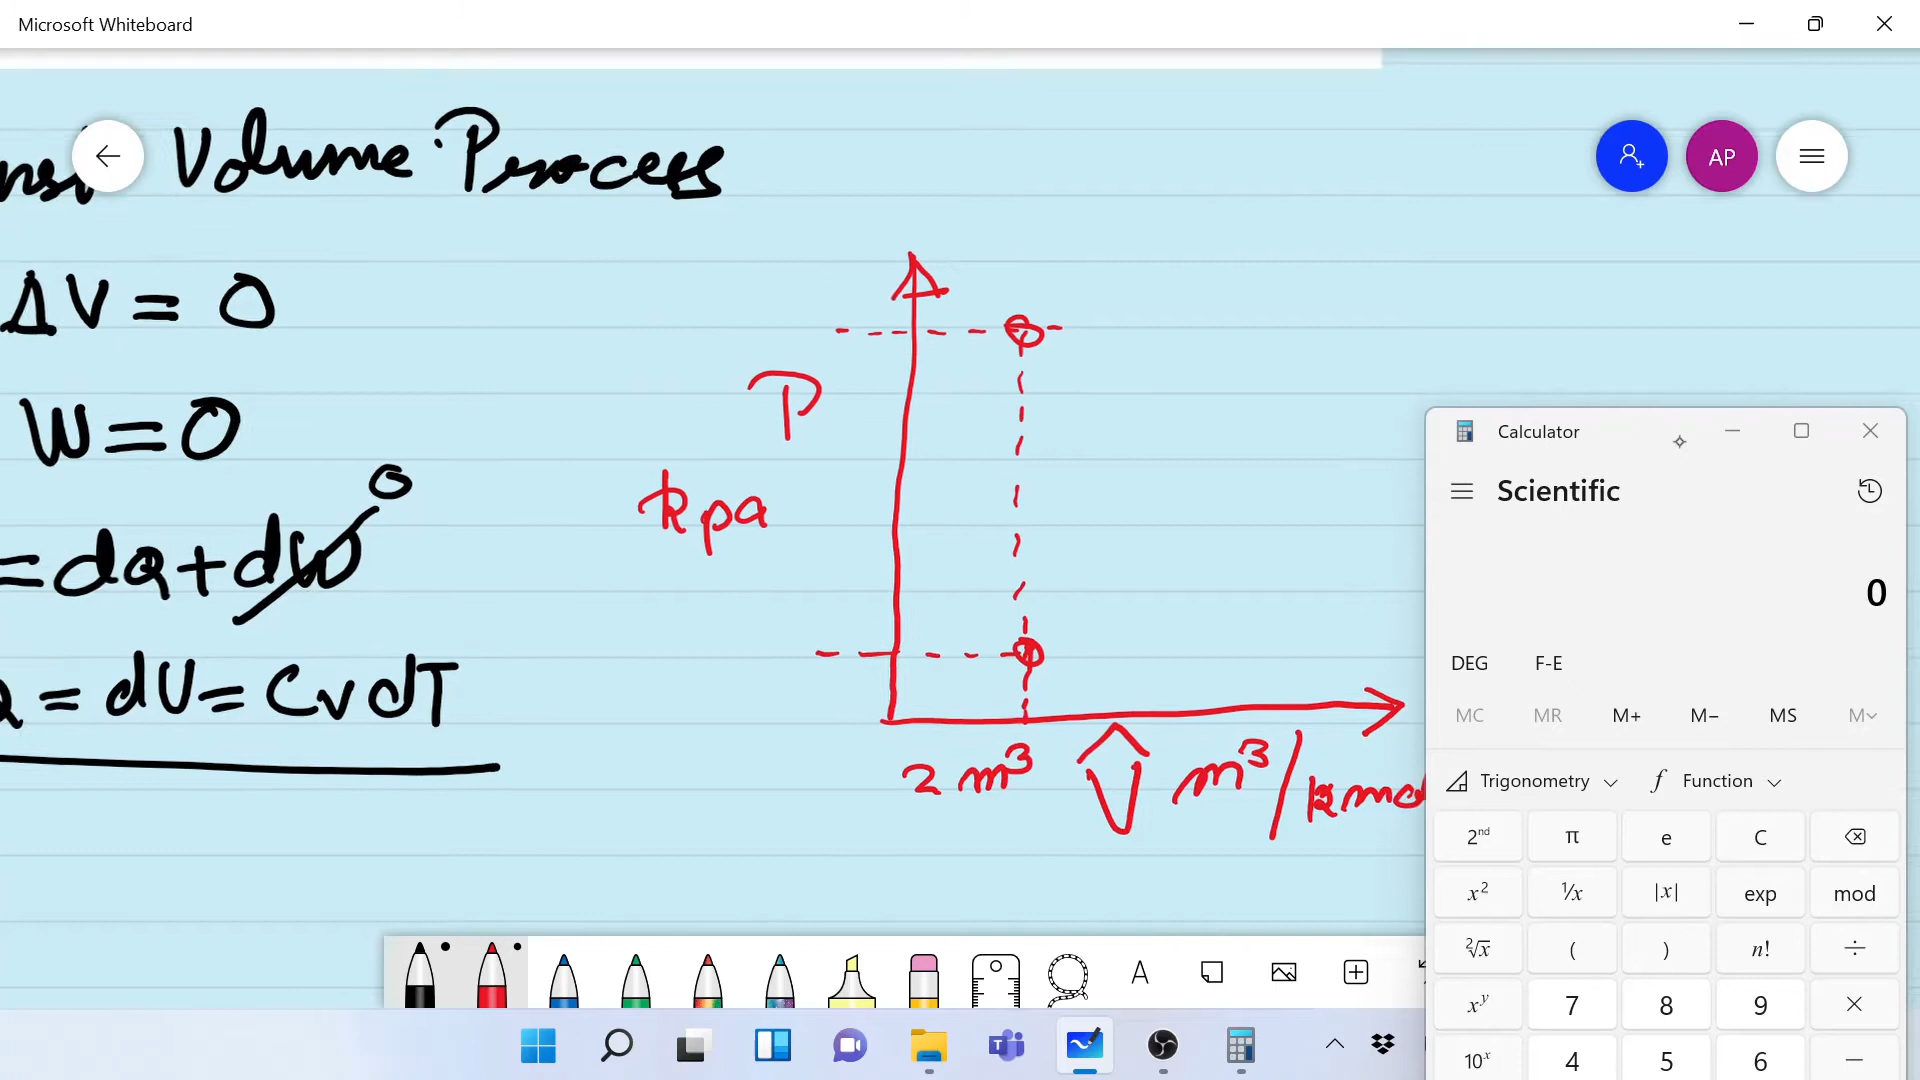 Microsoft Whiteboard
Volume Process
AP
ΔV = 0
P
W = 0
Calculator
0
Scientific
kpa
= dQ + dW
0
DEG F-E
= dU = CvdT
MC MR M+ M− MS M
2 m³ V̂ m³/kmo
Trigonometry f Function
2nd π e C
x² ¹/x |x| exp mod
²√x ( ) n! ÷
A
xʸ 7 8 9 ×
T
10ˣ 4 5 6 −